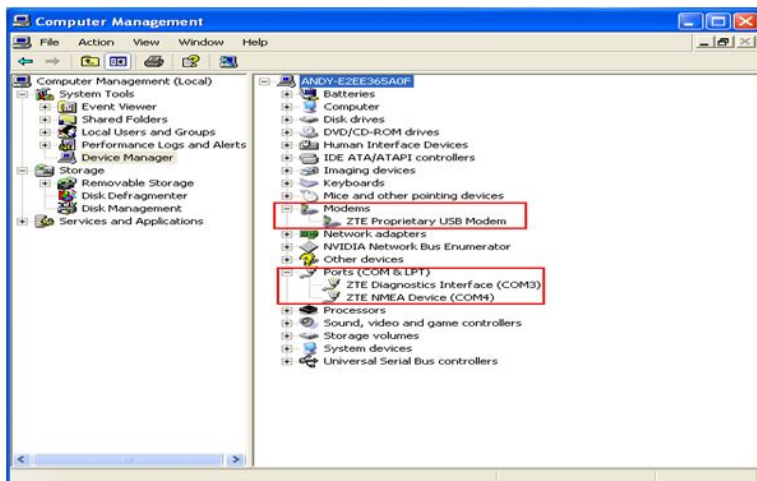 Computer Management
File Action View Window Help
Computer Management (Local)
System Tools
Event Viewer
Shared Folders
Local Users and Groups
Performance Logs and Alerts
Device Manager
Storage
Removable Storage
Disk Defragmenter
Disk Management
Services and Applications
ANDY-E2EE365A0F
Batteries
Computer
Disk drives
DVD/CD-ROM drives
Human Interface Devices
IDE ATA/ATAPI controllers
Imaging devices
Keyboards
Mice and other pointing devices
Modems
ZTE Proprietary USB Modem
Network adapters
NVIDIA Network Bus Enumerator
Other devices
Ports (COM & LPT)
ZTE Diagnostics Interface (COM3)
ZTE NMEA Device (COM4)
Processors
Sound, video and game controllers
Storage volumes
System devices
Universal Serial Bus controllers